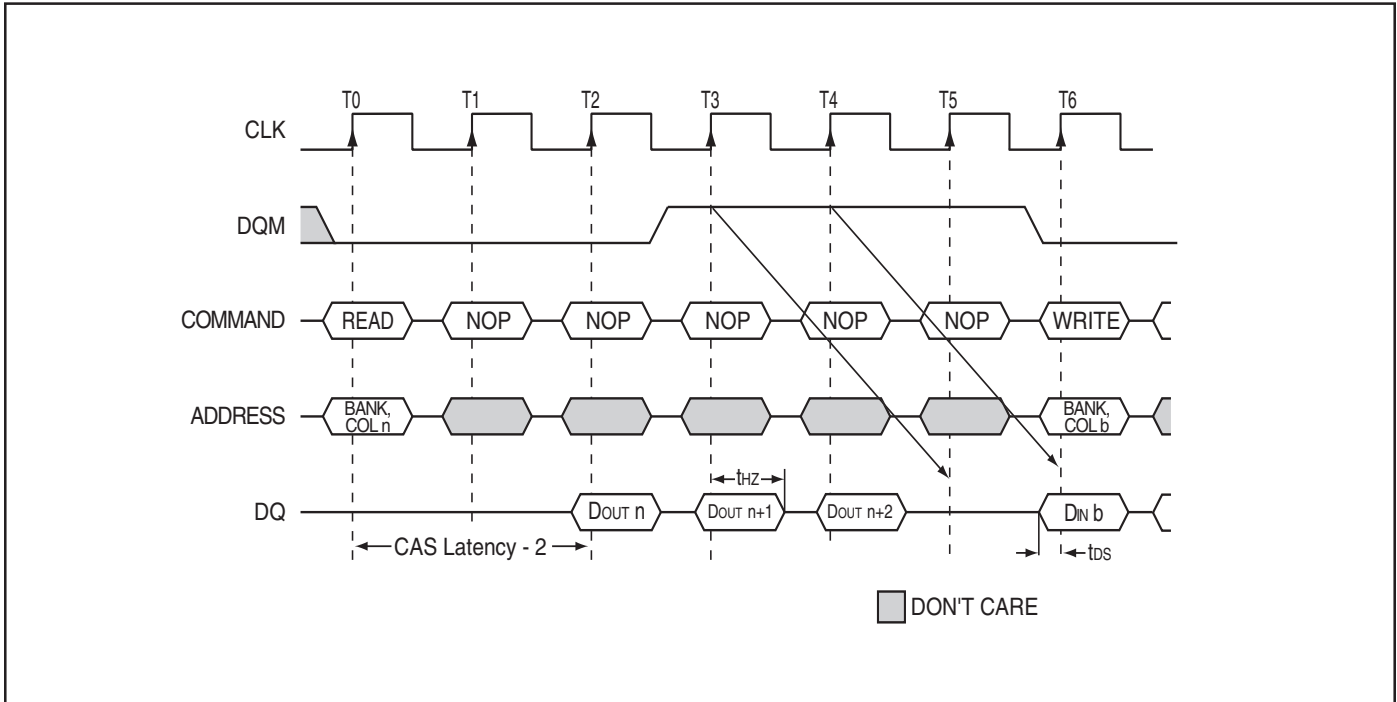 T0 T1 T2 T3 T4 T5 T6
CLK
DQM
COMMAND READ NOP NOP NOP NOP NOP WRITE
ADDRESS BANK, COL n BANK, COL b
tHZ
DQ DOUT n DOUT n+1 DOUT n+2 DIN b
CAS Latency - 2 tDS
DON'T CARE